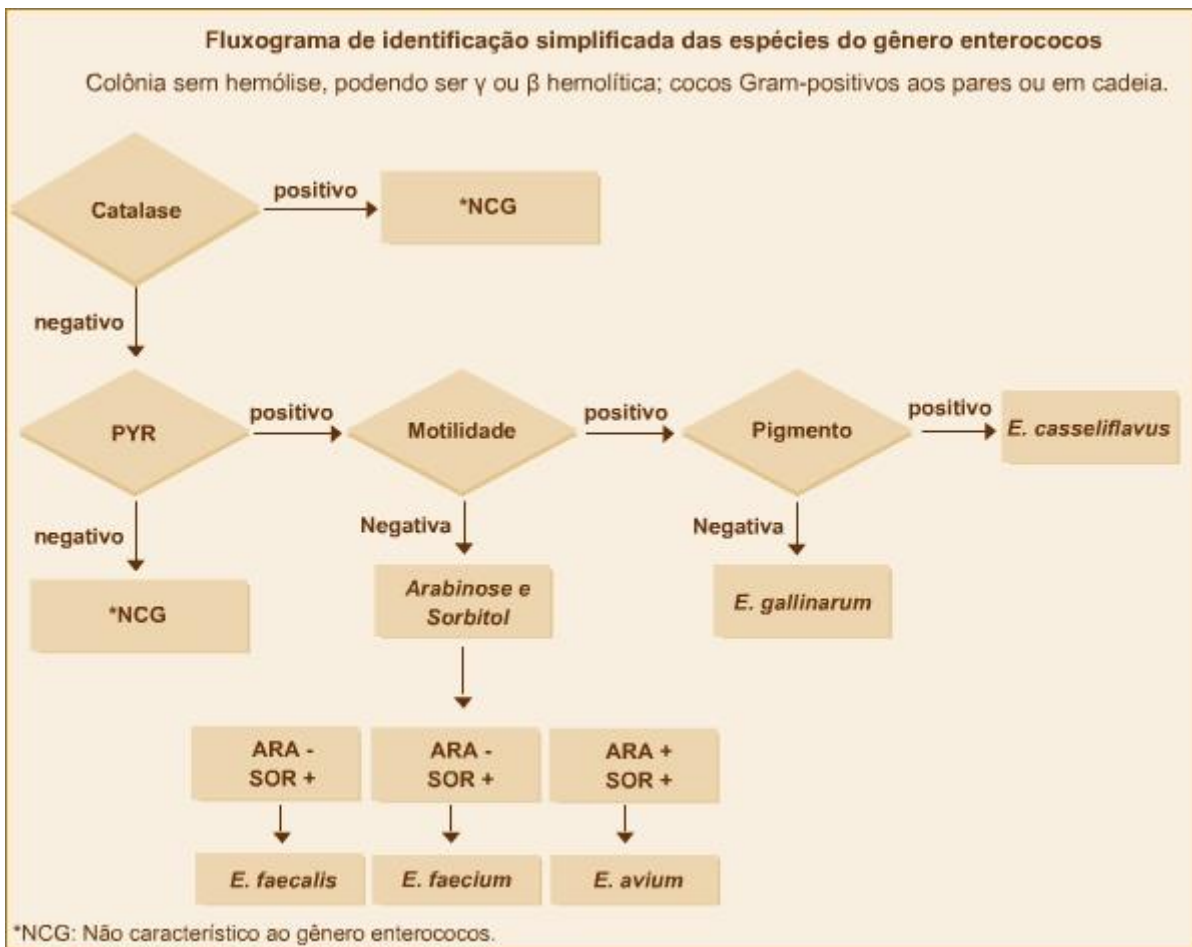 Fluxograma de identificação simplificada das espécies do gênero enterococos
Colônia sem hemólise, podendo ser γ ou β hemolítica; cocos Gram-positivos aos pares ou em cadeia.
Catalase
positivo
*NCG
negativo
PYR
positivo
Motilidade
positivo
Pigmento
positivo
E. casseliflavus
negativo
Negativa
Negativa
*NCG
Arabinose e
Sorbitol
E. gallinarum
ARA -
SOR +
ARA -
SOR +
ARA +
SOR +
E. faecalis
E. faecium
E. avium
*NCG: Não característico ao gênero enterococos.